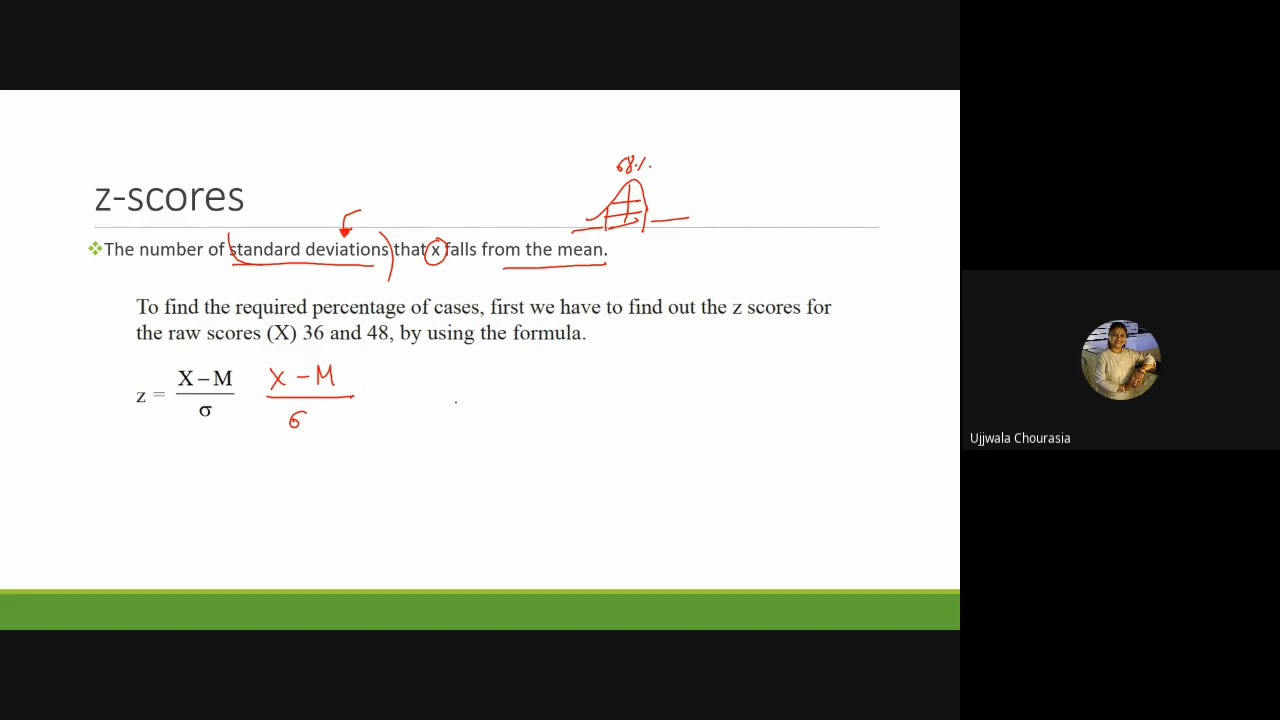 68%
z-scores
❖The number of standard deviations that x falls from the mean.
To find the required percentage of cases, first we have to find out the z scores for
the raw scores (X) 36 and 48, by using the formula.
z = X – M / σ
X – M / σ
Ujjwala Chourasia